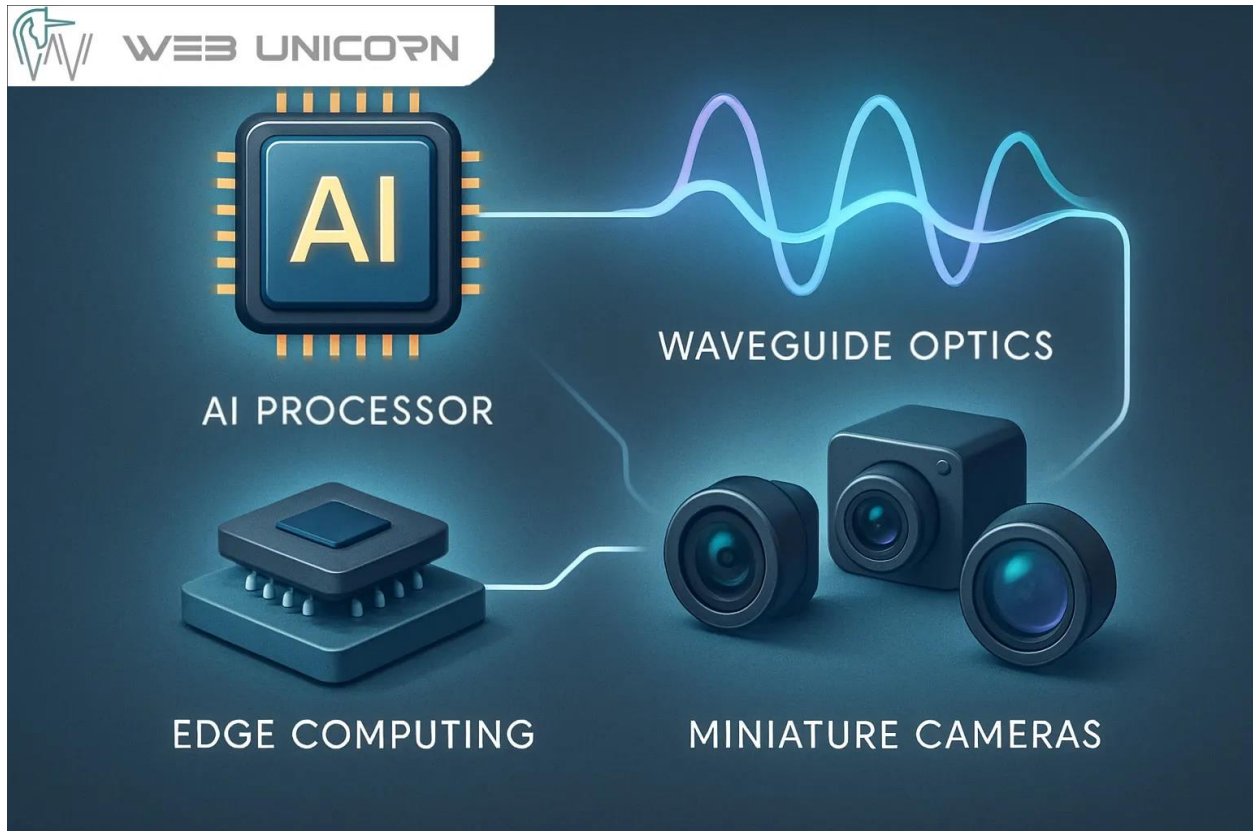 WEB UNICORN
AI
AI PROCESSOR
WAVEGUIDE OPTICS
EDGE COMPUTING
MINIATURE CAMERAS